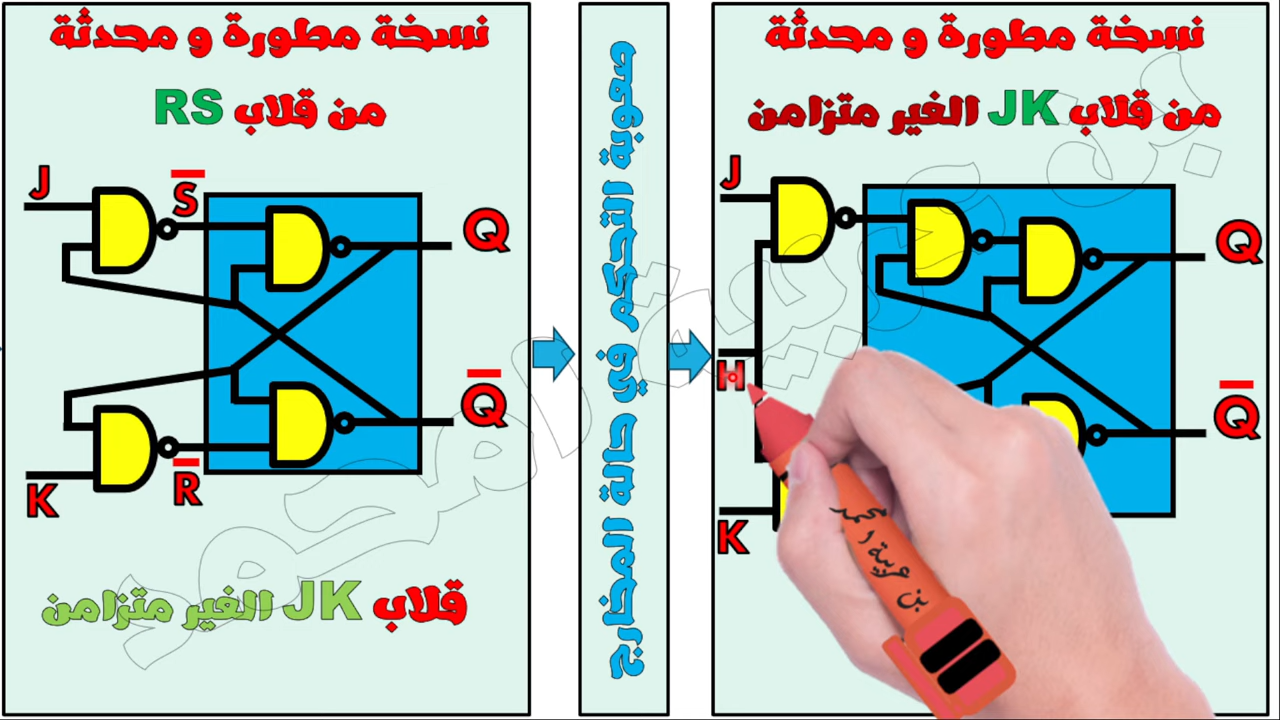 نسخة مطورة و محدثة
من قلاب RS
J
S
Q
Q
R
K
قلاب JK الغير متزامن
صعوبة التحكم في حالة المخارج
نسخة مطورة و محدثة
من قلاب JK الغير متزامن
J
Q
H
Q
K